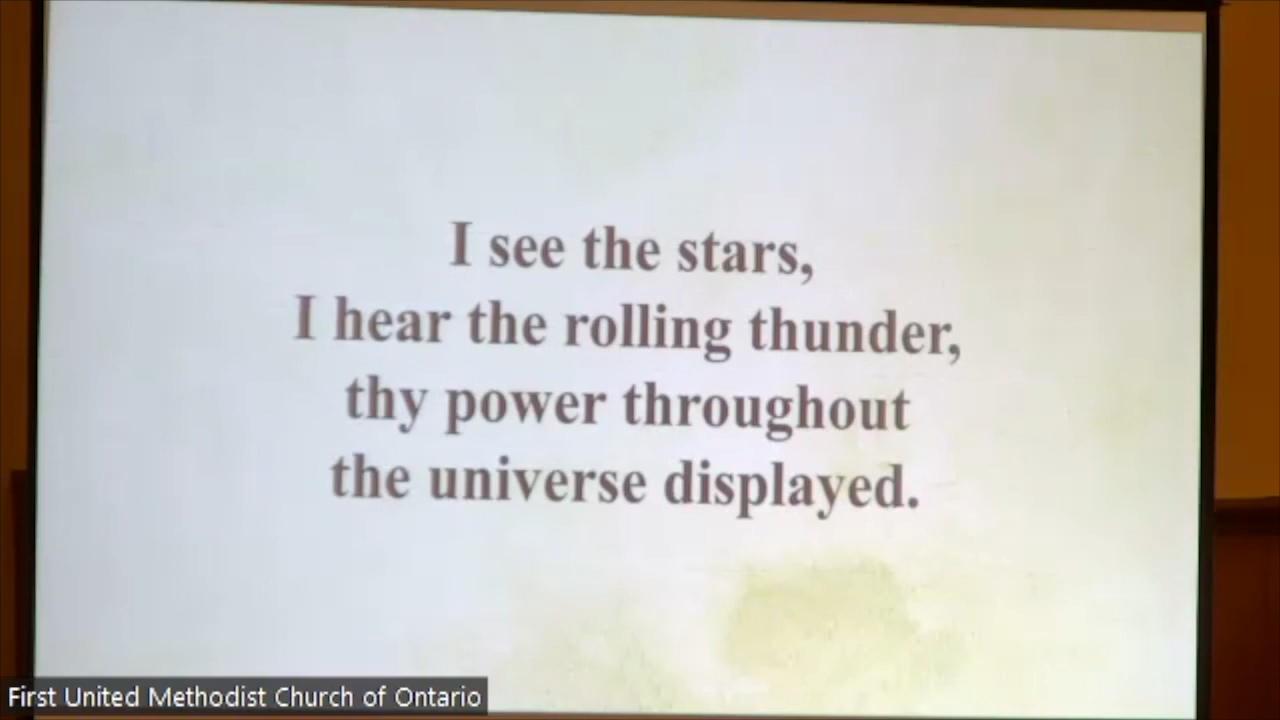 I see the stars,
I hear the rolling thunder,
thy power throughout
the universe displayed.
First United Methodist Church of Ontario